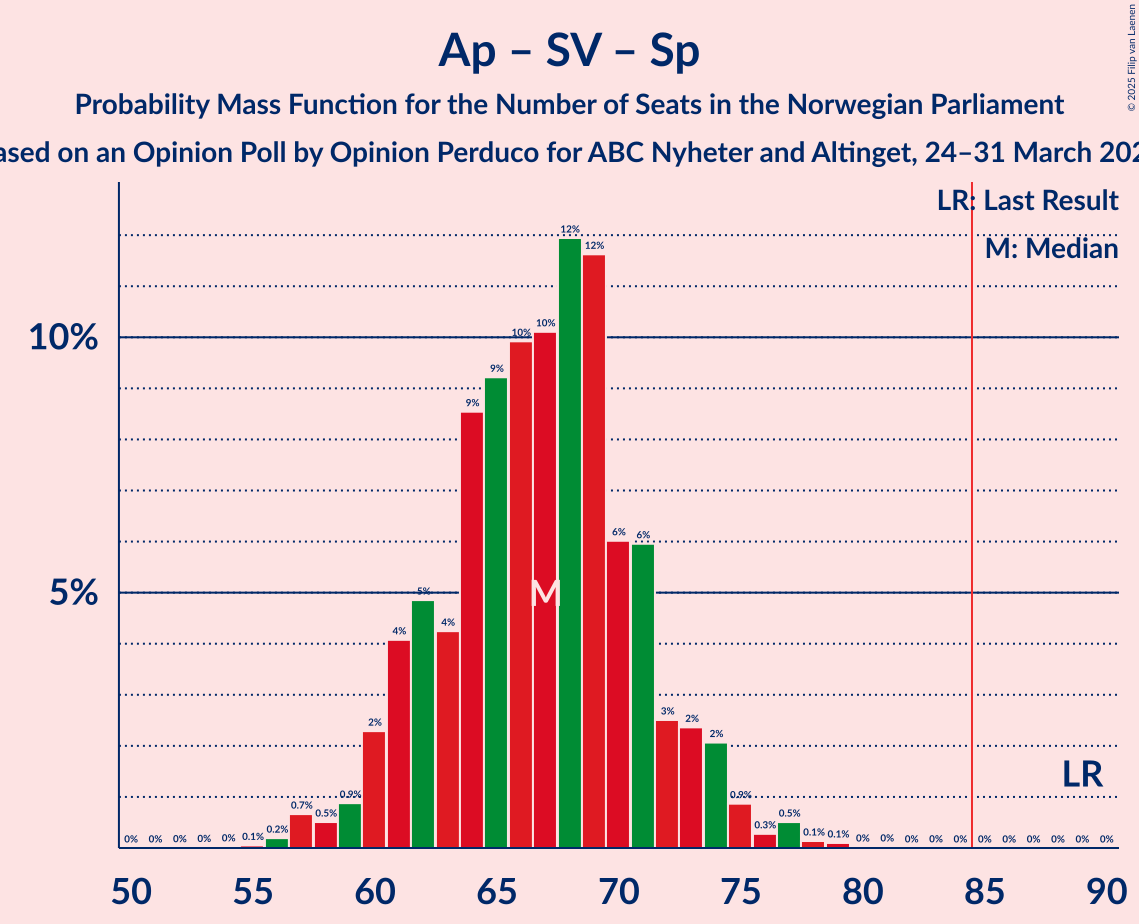 Ap – SV – Sp
Probability Mass Function for the Number of Seats in the Norwegian Parliament
ased on an Opinion Poll by Opinion Perduco for ABC Nyheter and Altinget, 24–31 March 202
© 2025 Filip van Laenen
LR: Last Result
M: Median
10%
5%
0% 0% 0% 0% 0% 0.1% 0.2% 0.7% 0.5% 0.9% 2% 4% 5% 4% 9% 9% 10% 10% 12% 12% 6% 6% 3% 2% 2% 0.9% 0.3% 0.5% 0.1% 0.1% 0% 0% 0% 0% 0% 0% 0% 0% 0% 0% 0%
M
LR
50 55 60 65 70 75 80 85 90